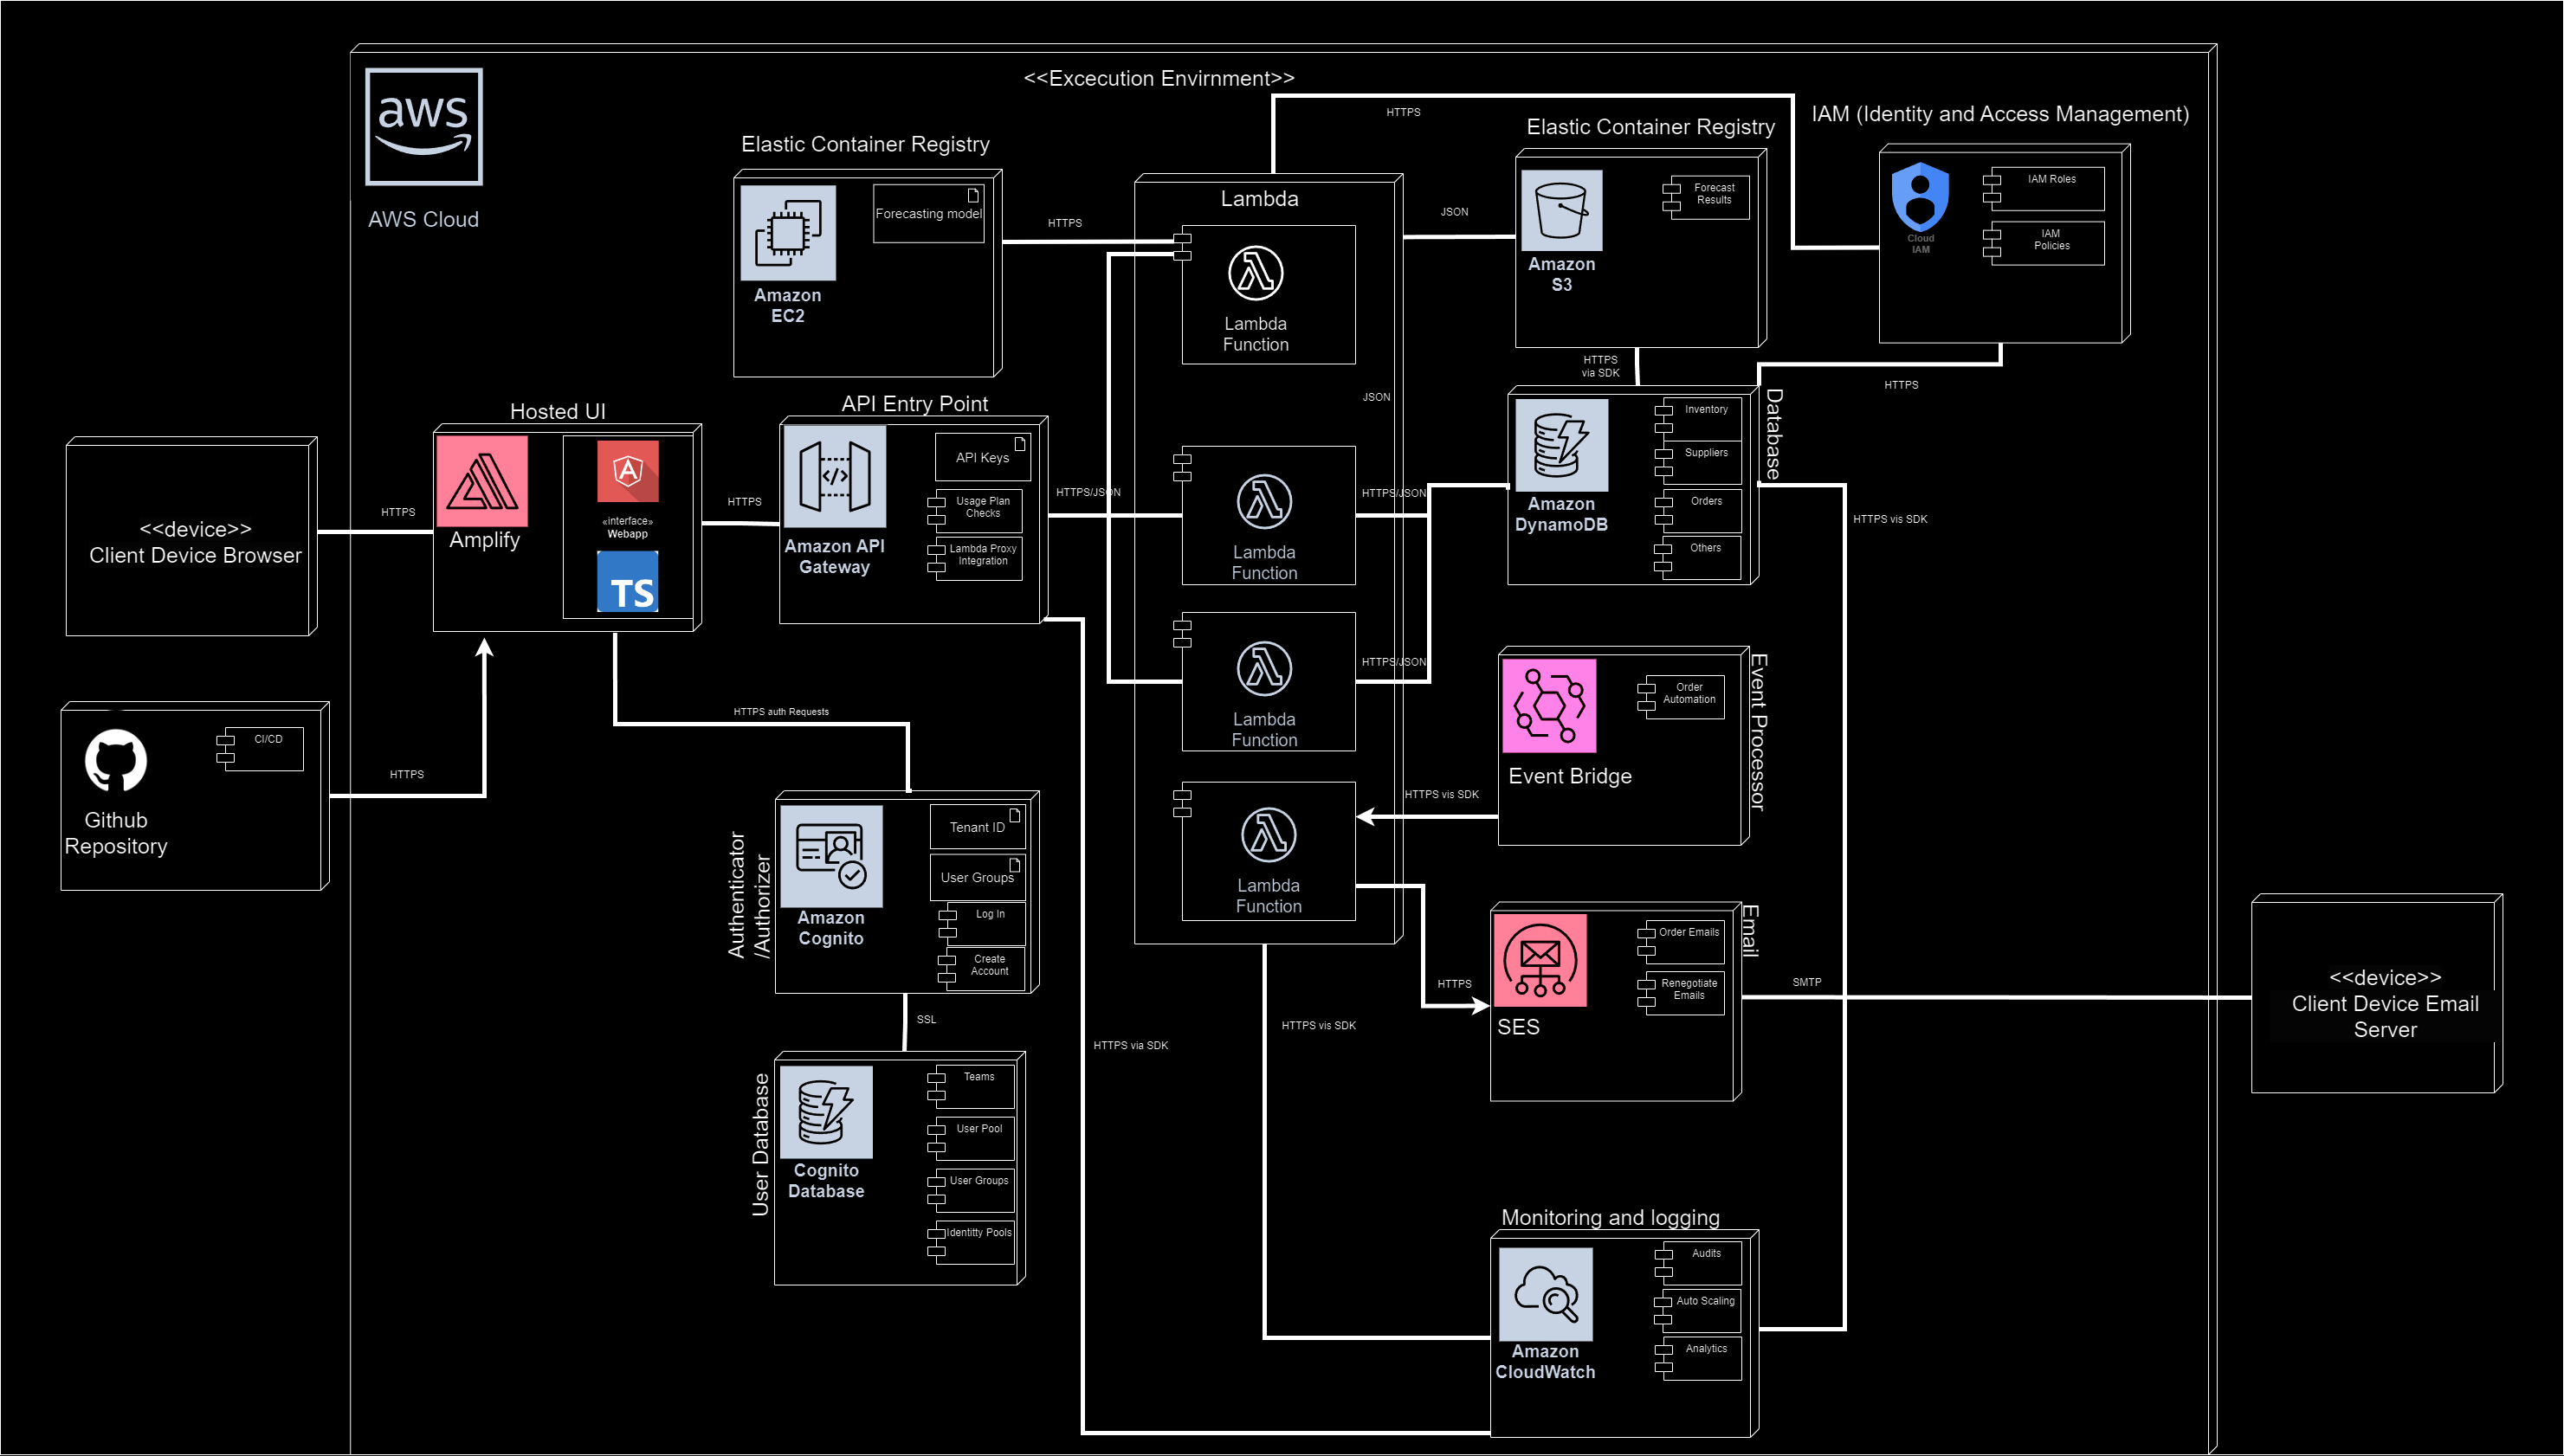 <<Excecution Envirnment>>
aws
AWS Cloud
HTTPS
IAM (Identity and Access Management)
Elastic Container Registry
Elastic Container Registry
Forecasting model
Amazon
EC2
HTTPS
Lambda
Lambda
Function
JSON
Forecast
Results
Amazon
S3
Cloud
IAM
IAM Roles
IAM
Policies
HTTPS
via SDK
HTTPS
JSON
Hosted UI
API Entry Point
<<device>>
Client Device Browser
HTTPS
Amplify
«interface»
Webapp
TS
HTTPS
Amazon API
Gateway
API Keys
Usage Plan
Checks
Lambda Proxy
Integration
HTTPS/JSON
Lambda
Function
HTTPS/JSON
Amazon
DynamoDB
Inventory
Suppliers
Orders
Others
Database
HTTPS vis SDK
Lambda
Function
HTTPS/JSON
Order
Automation
Event Bridge
Event Processor
Github
Repository
CI/CD
HTTPS
HTTPS auth Requests
HTTPS vis SDK
Authenticator
/Authorizer
Amazon
Cognito
Tenant ID
User Groups
Log In
Create
Account
Lambda
Function
HTTPS
SES
Order Emails
Renegotiate
Emails
Email
SMTP
<<device>>
Client Device Email
Server
SSL
HTTPS via SDK
HTTPS vis SDK
User Database
Cognito
Database
Teams
User Pool
User Groups
Identitty Pools
Monitoring and logging
Amazon
CloudWatch
Audits
Auto Scaling
Analytics